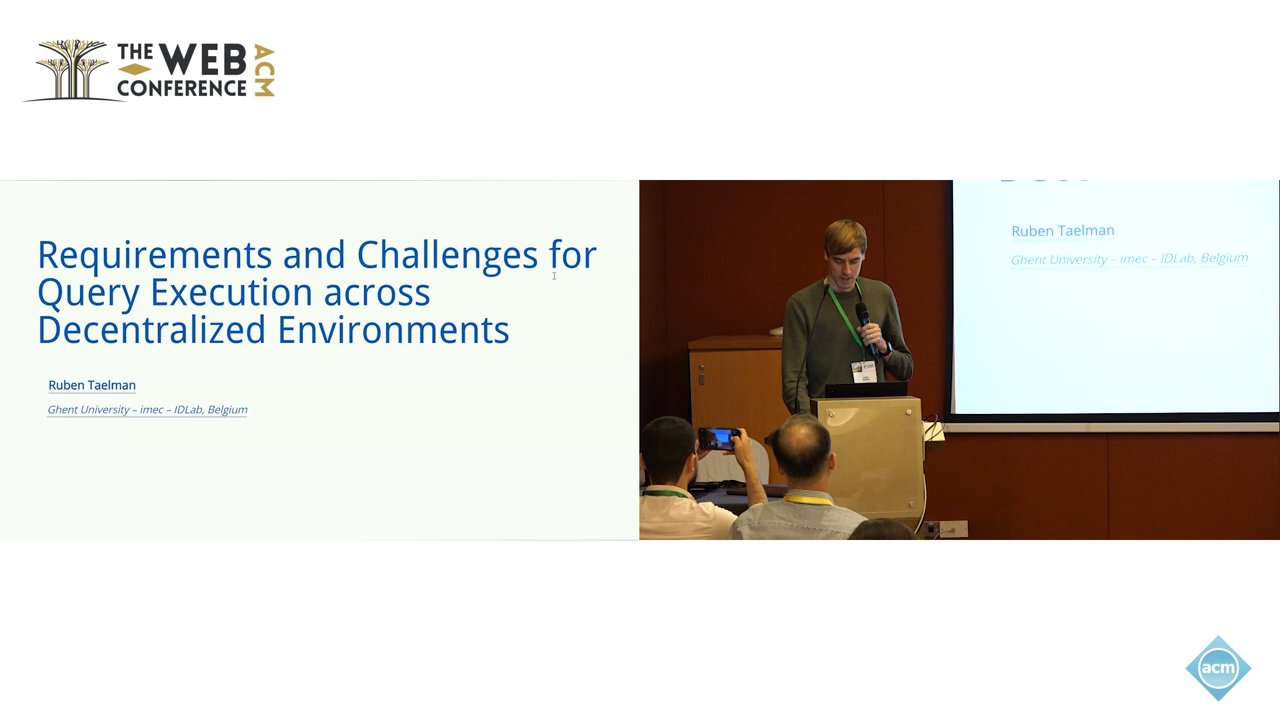 THE WEB
CONFERENCE
ACM
Requirements and Challenges for
Query Execution across
Decentralized Environments
Ruben Taelman
Ghent University – imec – IDLab, Belgium
Ruben Taelman
Ghent University – imec – IDLab, Belgium
acm